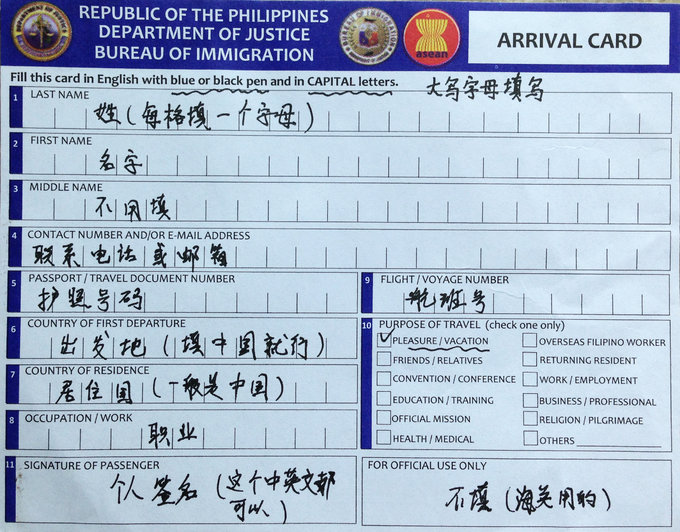 REPUBLIC OF THE PHILIPPINES
DEPARTMENT OF JUSTICE
BUREAU OF IMMIGRATION
asean
ARRIVAL CARD
Fill this card in English with blue or black pen and in CAPITAL letters.
大写字母填写
1 LAST NAME
姓(每格填一个字母)
2 FIRST NAME
名字
3 MIDDLE NAME
不用填
4 CONTACT NUMBER AND/OR E-MAIL ADDRESS
联系电话或邮箱
5 PASSPORT / TRAVEL DOCUMENT NUMBER
护照号码
9 FLIGHT / VOYAGE NUMBER
航班号
6 COUNTRY OF FIRST DEPARTURE
出发地(填中国就行)
7 COUNTRY OF RESIDENCE
居住国(一般是中国)
8 OCCUPATION / WORK
职业
10 PURPOSE OF TRAVEL (check one only)
✓ PLEASURE / VACATION
FRIENDS / RELATIVES
CONVENTION / CONFERENCE
EDUCATION / TRAINING
OFFICIAL MISSION
HEALTH / MEDICAL
OVERSEAS FILIPINO WORKER
RETURNING RESIDENT
WORK / EMPLOYMENT
BUSINESS / PROFESSIONAL
RELIGION / PILGRIMAGE
OTHERS
11 SIGNATURE OF PASSENGER
个人签名(这个中英文都
可以)
FOR OFFICIAL USE ONLY
不填(海关用的)